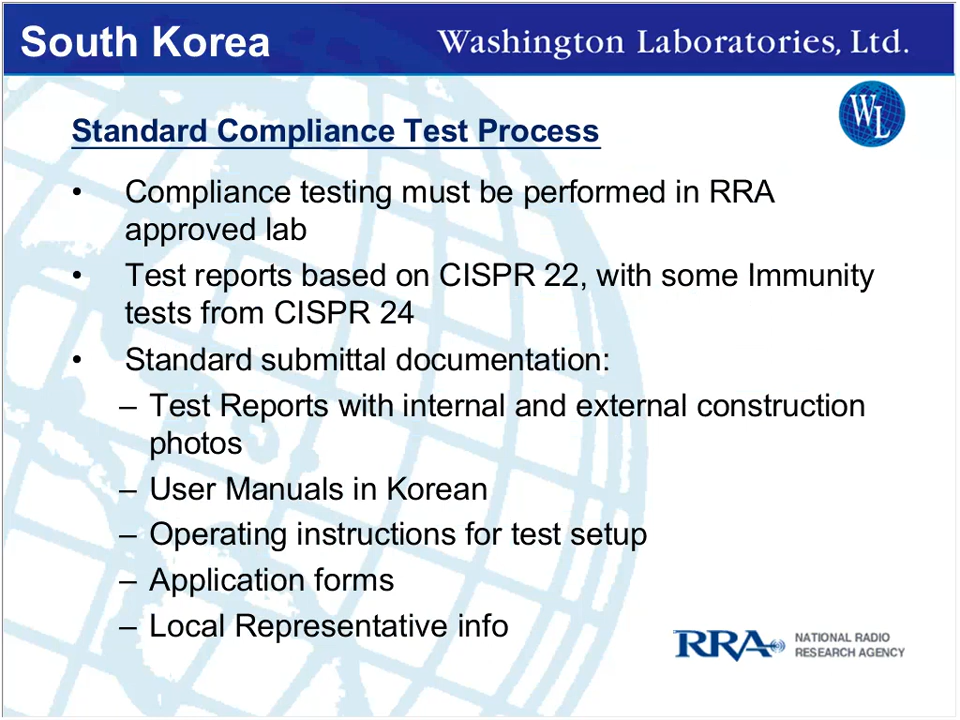 South Korea
Washington Laboratories, Ltd.
WL
Standard Compliance Test Process
• Compliance testing must be performed in RRA
approved lab
• Test reports based on CISPR 22, with some Immunity
tests from CISPR 24
• Standard submittal documentation:
– Test Reports with internal and external construction
photos
– User Manuals in Korean
– Operating instructions for test setup
– Application forms
– Local Representative info
RRA NATIONAL RADIO
RESEARCH AGENCY